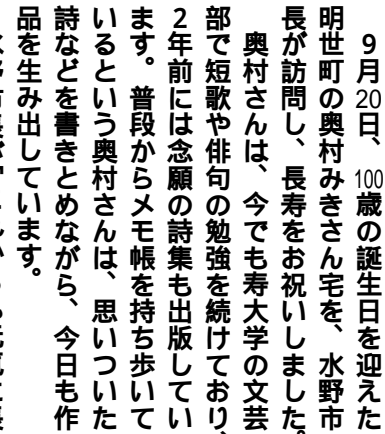 ９月20日、100歳の誕生日を迎えた
明世町の奥村みきさん宅を、水野市
長が訪問し、長寿をお祝いしました。
奥村さんは、今でも寿大学の文芸
部で短歌や俳句の勉強を続けており、
２年前には念願の詩集も出版してい
ます。普段からメモ帳を持ち歩いて
いるという奥村さんは、思いついた
詩などを書きとめながら、今日も作
品を生み出しています。